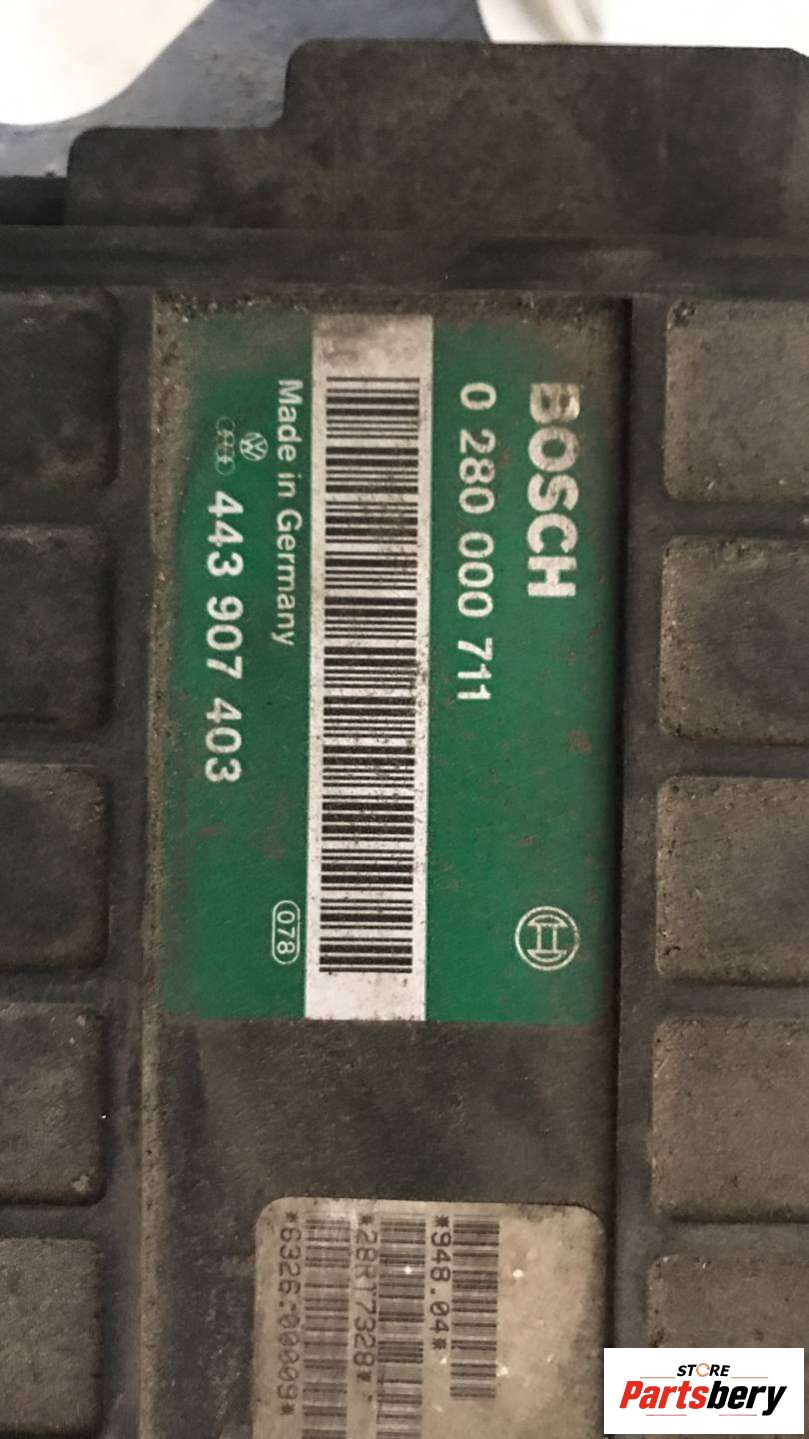 BOSCH
0 280 000 711
Made in Germany
443 907 403
078
*948.04*
*28RT7328*
*6326.00009*
STORE
Partsbery